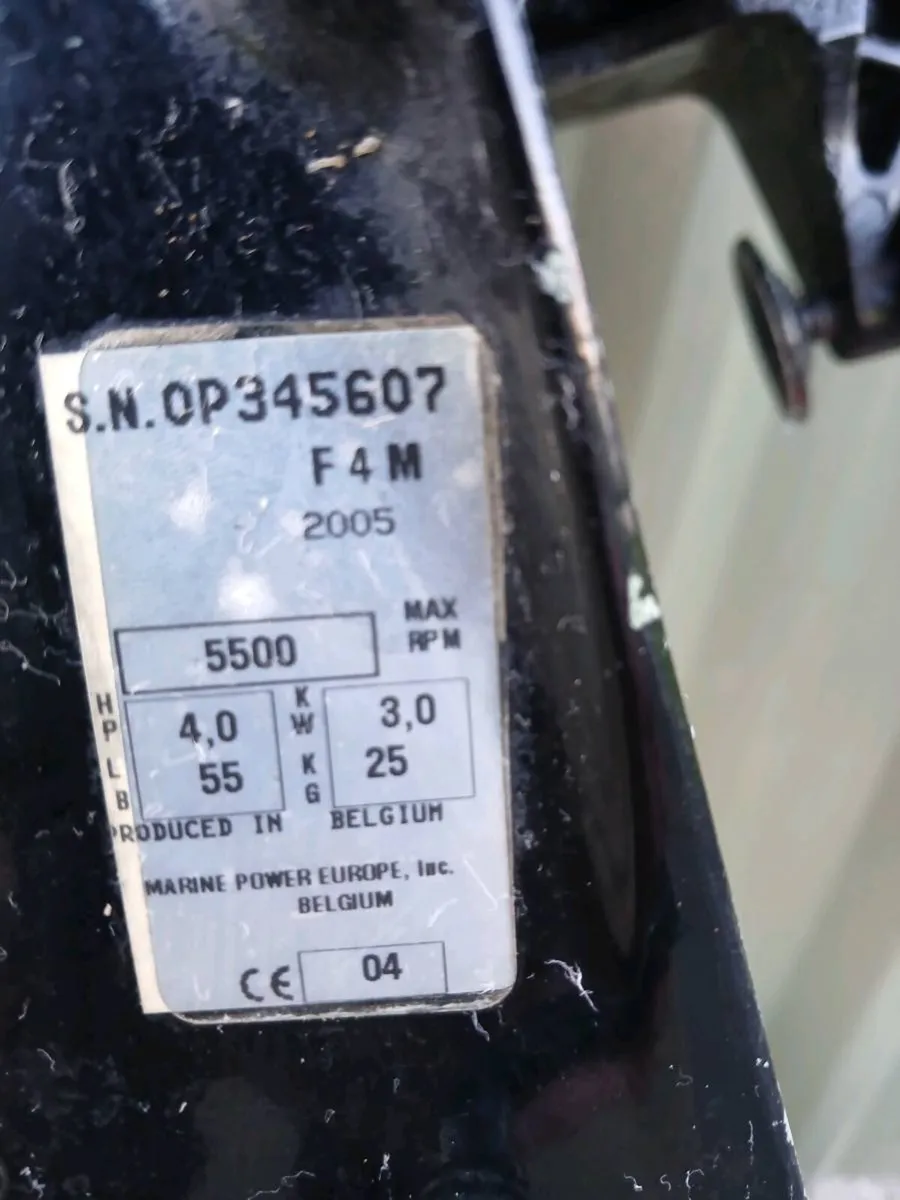 S.N.0P345607
F4M
2005
5500 MAX RPM
HP 4,0 KW 3,0
LB 55 KG 25
PRODUCED IN BELGIUM
MARINE POWER EUROPE, Inc.
BELGIUM
CE 04